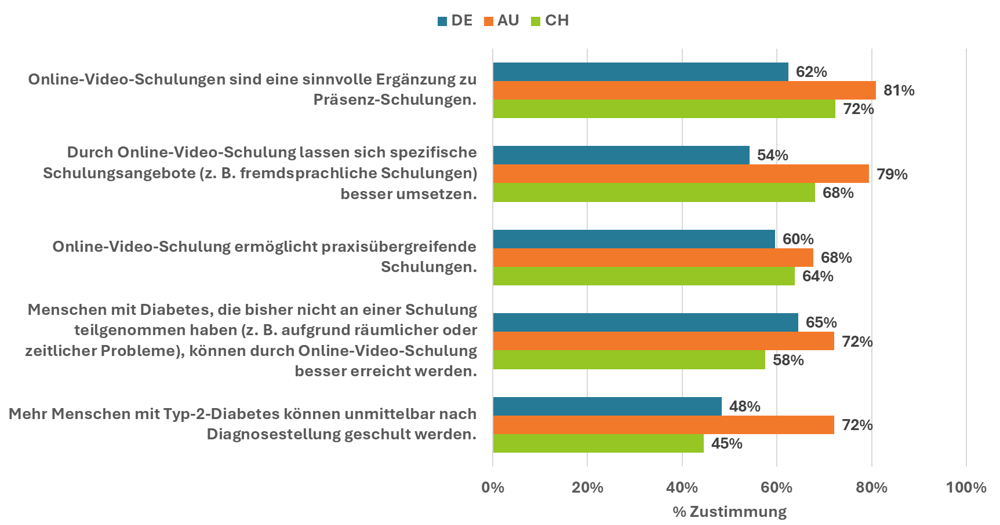 DE AU CH
Online-Video-Schulungen sind eine sinnvolle Ergänzung zu
Präsenz-Schulungen.
62%
81%
72%
Durch Online-Video-Schulung lassen sich spezifische
Schulungsangebote (z. B. fremdsprachliche Schulungen)
besser umsetzen.
54%
79%
68%
Online-Video-Schulung ermöglicht praxisübergreifende
Schulungen.
60%
68%
64%
Menschen mit Diabetes, die bisher nicht an einer Schulung
teilgenommen haben (z. B. aufgrund räumlicher oder
zeitlicher Probleme), können durch Online-Video-Schulung
besser erreicht werden.
65%
72%
58%
Mehr Menschen mit Typ-2-Diabetes können unmittelbar nach
Diagnosestellung geschult werden.
48%
72%
45%
0% 20% 40% 60% 80% 100%
% Zustimmung